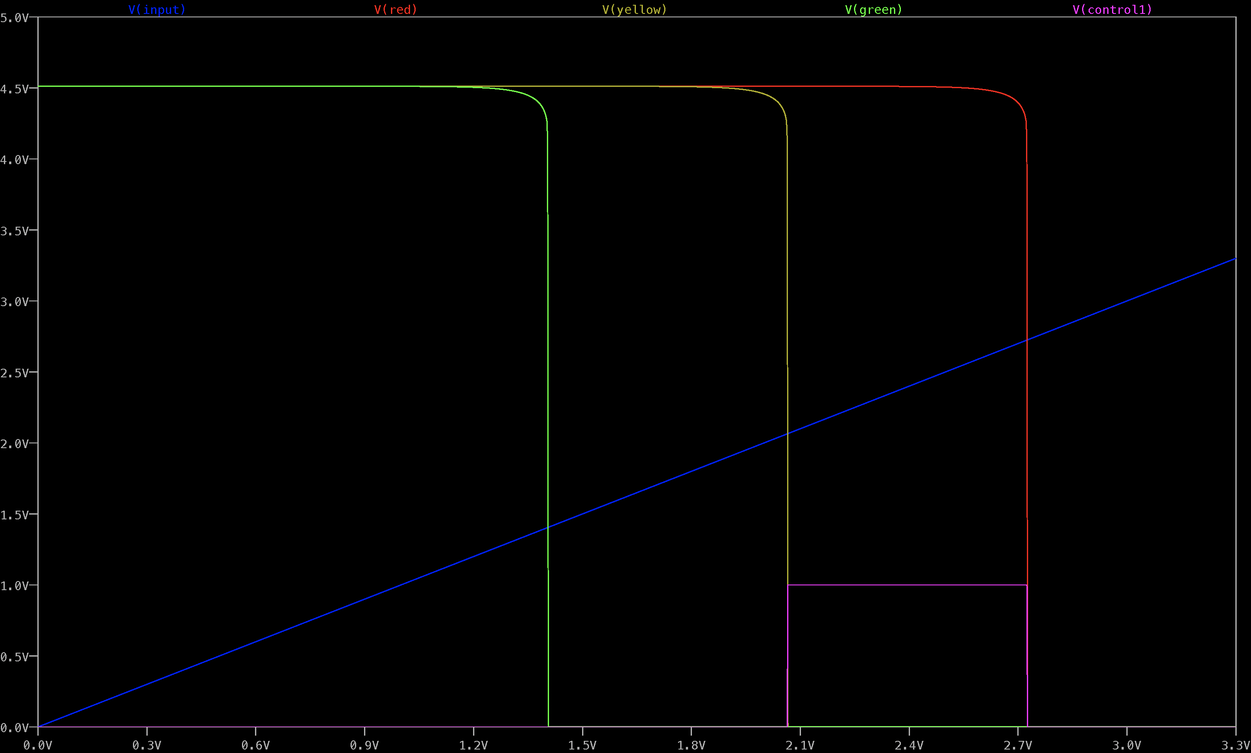 V(input) V(red) V(yellow) V(green) V(control1)
5.0V
4.5V
4.0V
3.5V
3.0V
2.5V
2.0V
1.5V
1.0V
0.5V
0.0V
0.0V 0.3V 0.6V 0.9V 1.2V 1.5V 1.8V 2.1V 2.4V 2.7V 3.0V 3.3V